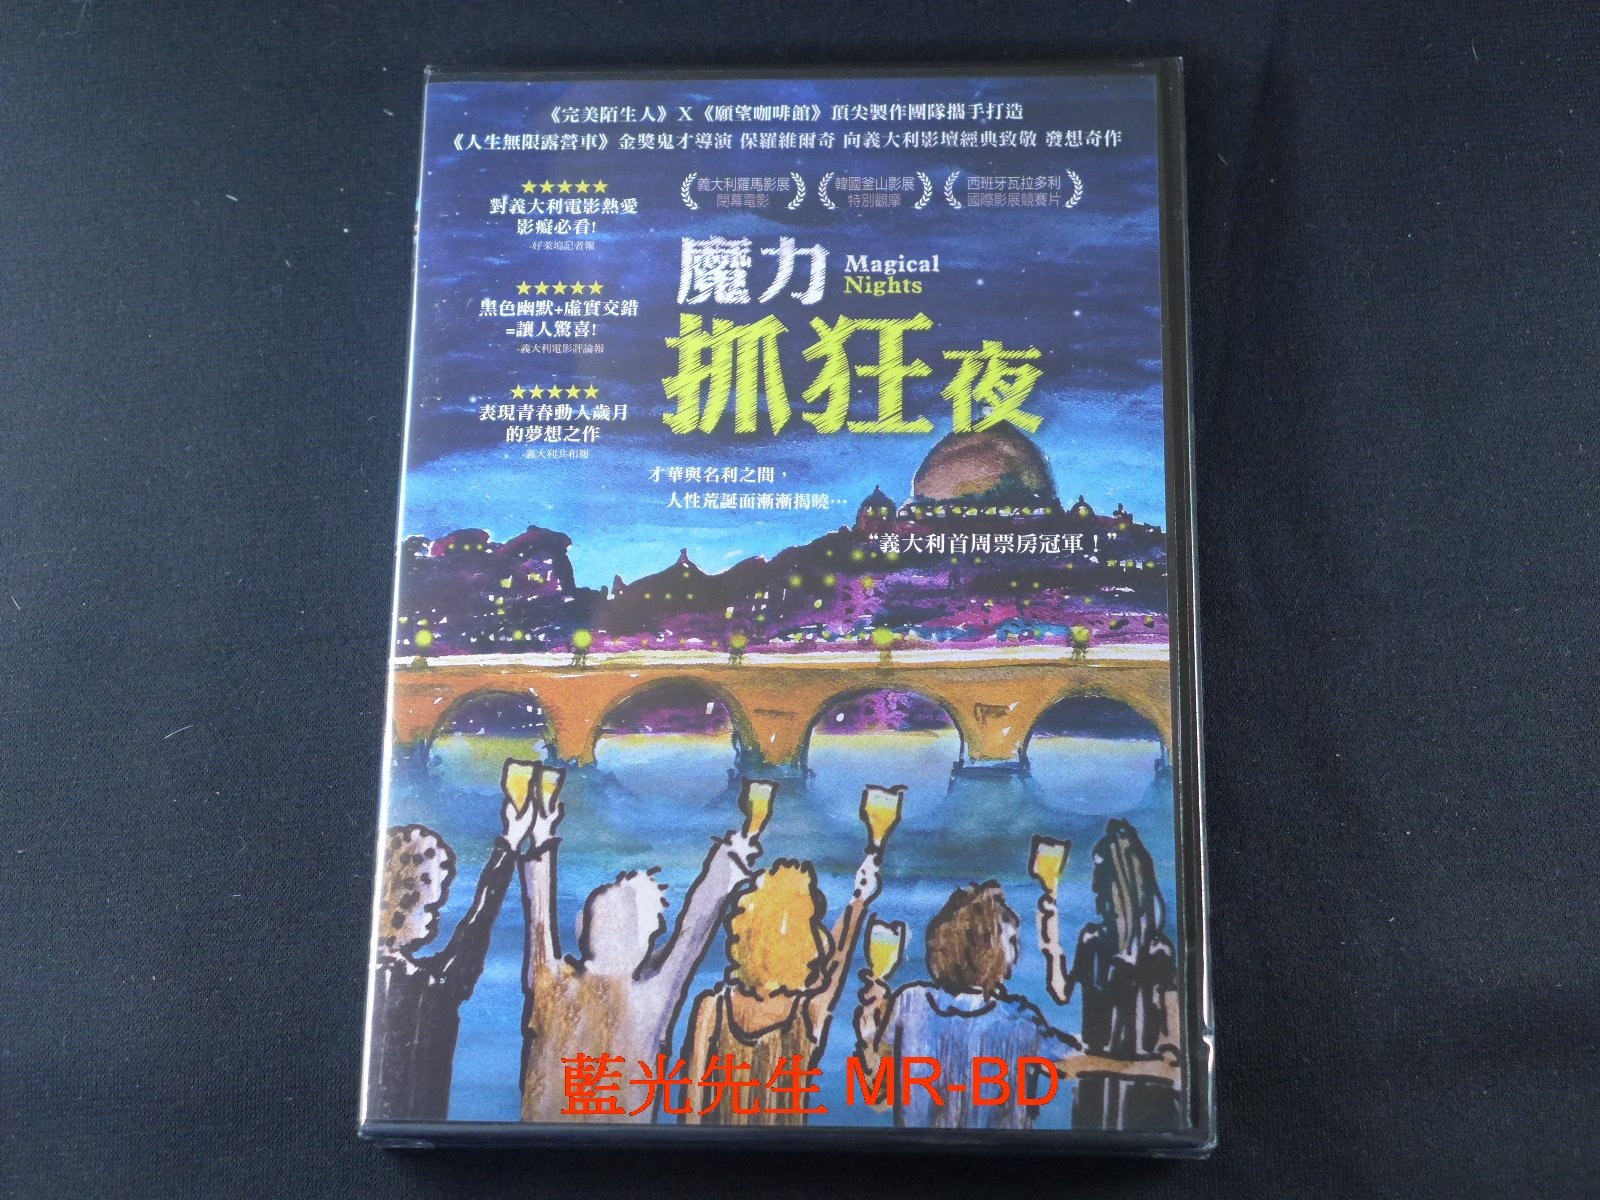 《完美陌生人》X《願望咖啡館》頂尖製作團隊攜手打造
《人生無限露營車》金獎鬼才導演 保羅維爾奇 向義大利影壇經典致敬 發想奇作
★★★★★
對義大利電影熱愛
影癡必看!
-好萊塢記者報
義大利羅馬影展
閉幕電影
韓國釜山影展
特別觀摩
西班牙瓦拉多利
國際影展競賽片
魔力
Magical
Nights
抓狂夜
★★★★★
黑色幽默+虛實交錯
=讓人驚喜!
-義大利電影評論報
★★★★★
表現青春動人歲月
的夢想之作
-義大利共和報
才華與名利之間，
人性荒誕面漸漸揭曉…
“義大利首周票房冠軍！”
藍光先生 MR-BD